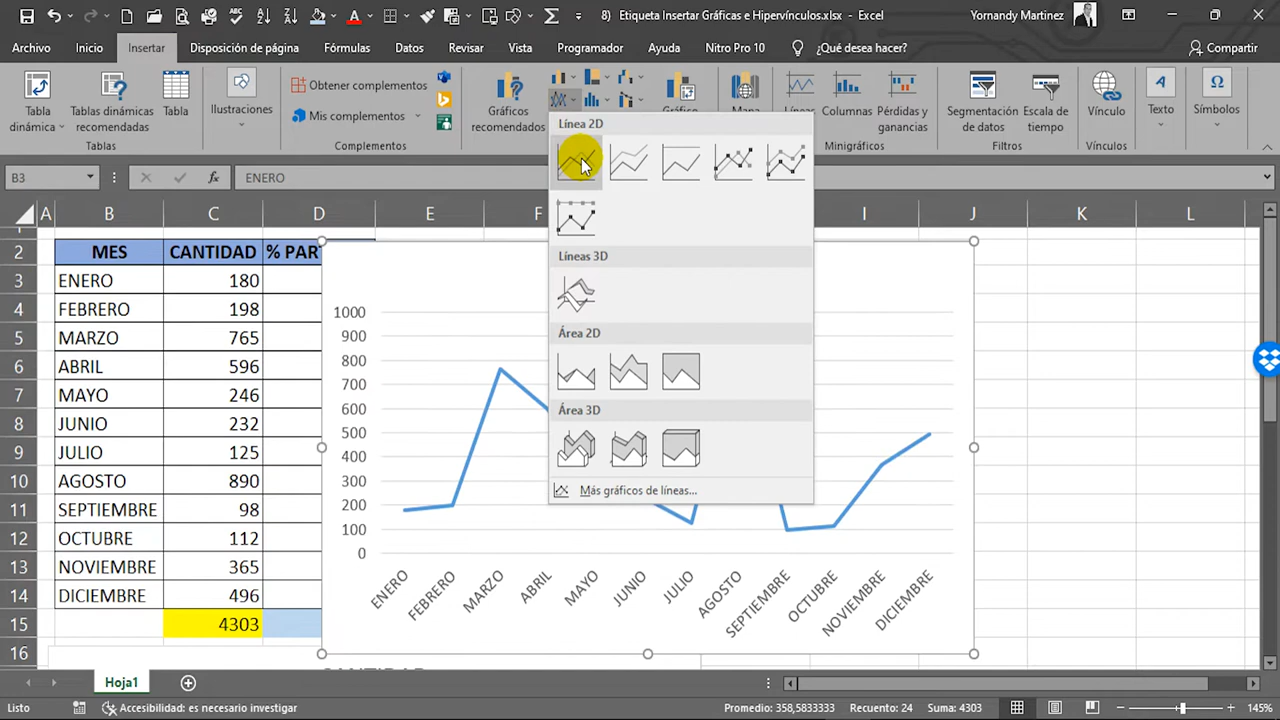 8) Etiqueta Insertar Gráficas e Hipervínculos.xlsx - Excel
Yornandy Martinez
Archivo Inicio Insertar Disposición de página Fórmulas Datos Revisar Vista Programador Ayuda Nitro Pro 10 ¿Qué desea hacer? Compartir
Tabla dinámica
Tablas dinámicas recomendadas
Tabla
Tablas
Ilustraciones
Obtener complementos
Mis complementos
Complementos
Gráficos recomendados
Columnas
Pérdidas y ganancias
Minigráficos
Segmentación de datos
Escala de tiempo
Filtros
Vínculo
Vínculos
Texto
Símbolos
B3
fx
ENERO
Línea 2D
Líneas 3D
Área 2D
Área 3D
Más gráficos de líneas...
A B C D E F I J K L
2 MES CANTIDAD % PAR
3 ENERO 180
4 FEBRERO 198
5 MARZO 765
6 ABRIL 596
7 MAYO 246
8 JUNIO 232
9 JULIO 125
10 AGOSTO 890
11 SEPTIEMBRE 98
12 OCTUBRE 112
13 NOVIEMBRE 365
14 DICIEMBRE 496
15 4303
16
1000
900
800
700
600
500
400
300
200
100
0
ENERO FEBRERO MARZO ABRIL MAYO JUNIO JULIO AGOSTO SEPTIEMBRE OCTUBRE NOVIEMBRE DICIEMBRE
Hoja1
Listo
Accesibilidad: es necesario investigar
Promedio: 358,5833333 Recuento: 24 Suma: 4303
145%